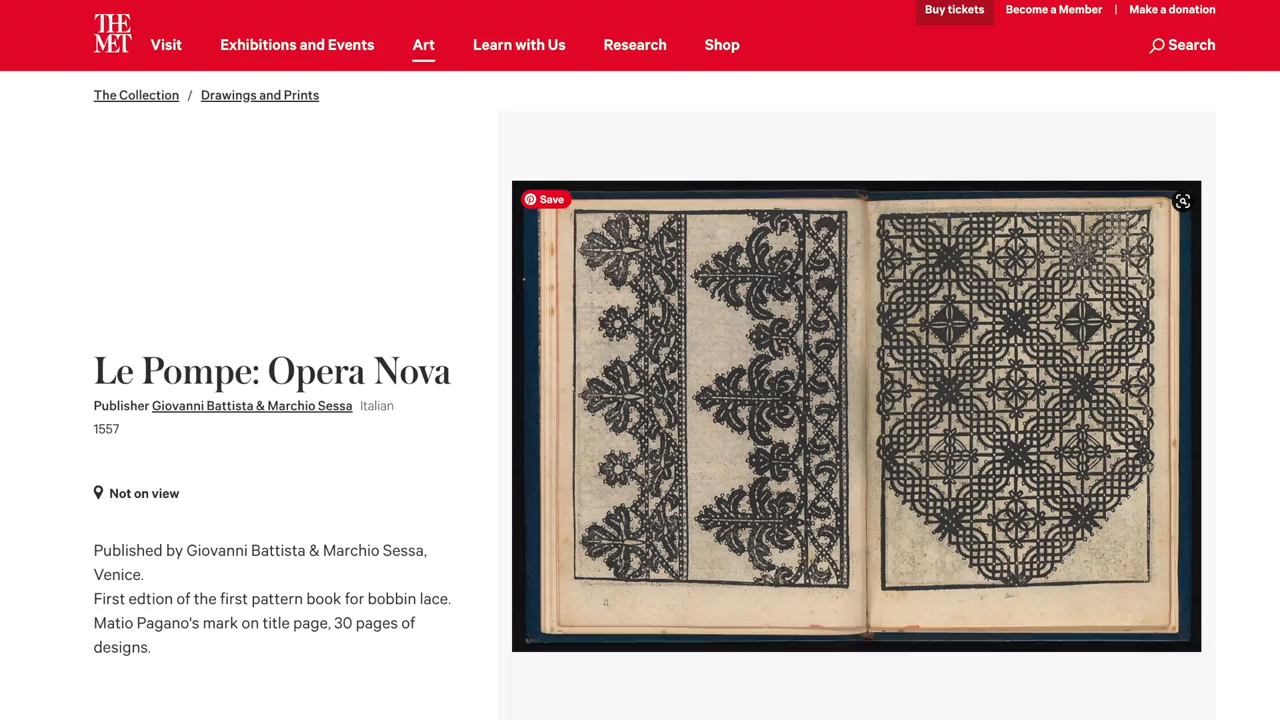 Buy tickets Become a Member | Make a donation
THE MET
Visit Exhibitions and Events Art Learn with Us Research Shop Search
The Collection / Drawings and Prints
Save
Le Pompe: Opera Nova
Publisher Giovanni Battista & Marchio Sessa Italian
1557
Not on view
Published by Giovanni Battista & Marchio Sessa,
Venice.
First edtion of the first pattern book for bobbin lace.
Matio Pagano's mark on title page, 30 pages of
designs.